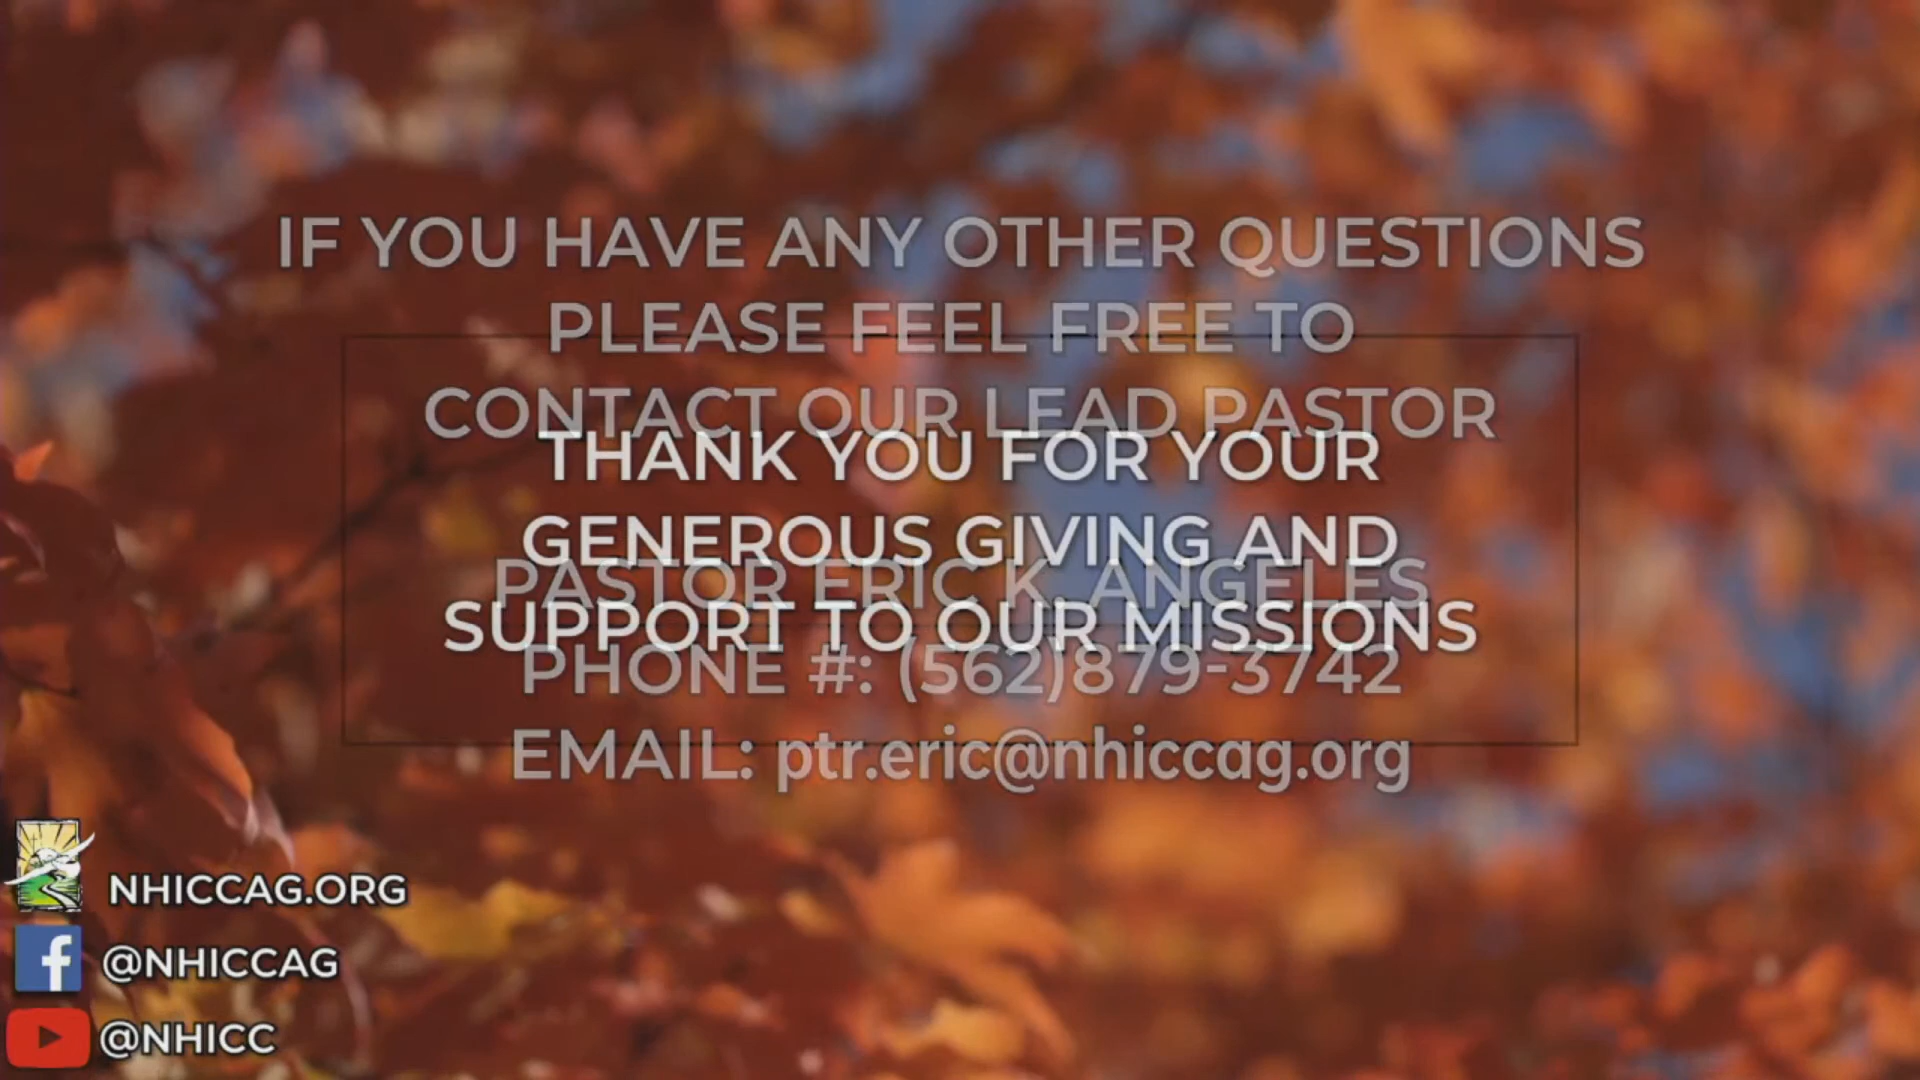 IF YOU HAVE ANY OTHER QUESTIONS
PLEASE FEEL FREE TO
CONTACT OUR LEAD PASTOR
THANK YOU FOR YOUR
GENEROUS GIVING AND
PASTOR ERIC K. ANGELES
SUPPORT TO OUR MISSIONS
PHONE #: (562)879-3742
EMAIL: ptr.eric@nhiccag.org
NHICCAG.ORG
@NHICCAG
@NHICC